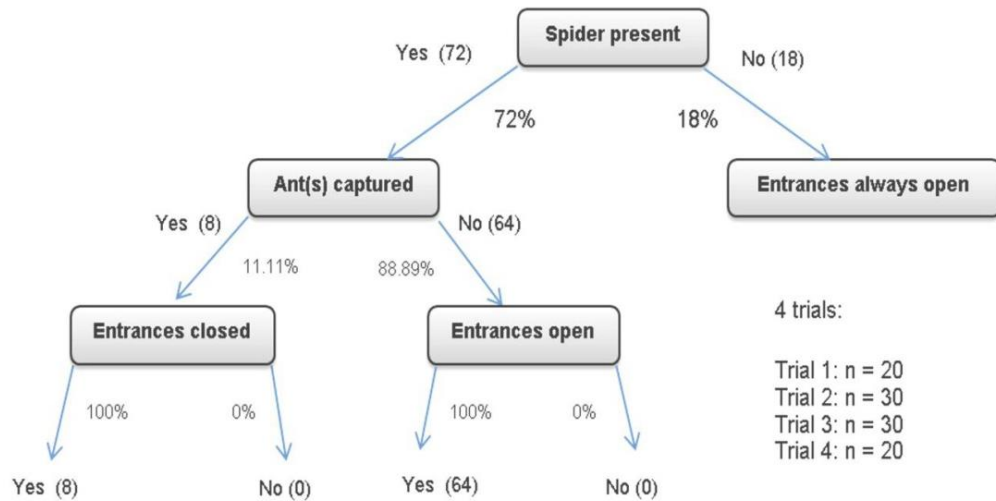 Spider present
Yes (72)
No (18)
72%
18%
Ant(s) captured
Entrances always open
Yes (8)
No (64)
11.11%
88.89%
Entrances closed
Entrances open
4 trials:
Trial 1: n = 20
Trial 2: n = 30
Trial 3: n = 30
Trial 4: n = 20
100%
0%
100%
0%
Yes (8)
No (0)
Yes (64)
No (0)